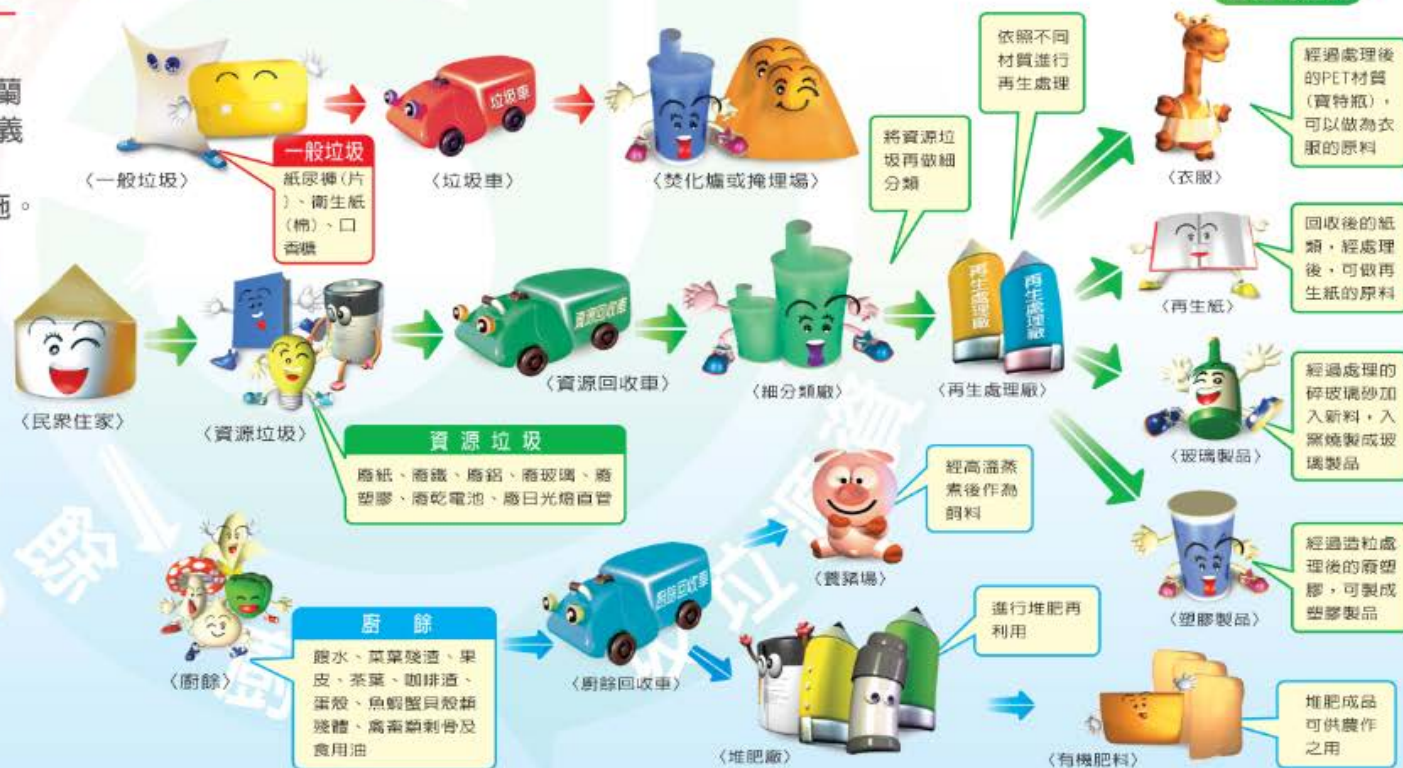 蘭
義
施。
〈一般垃圾〉
一般垃圾
紙尿褲(片
)、衛生紙
(棉)、口
香糖
垃圾車
〈垃圾車〉
〈焚化爐或掩埋場〉
〈民眾住家〉
〈資源垃圾〉
資源垃圾
廢紙、廢鐵、廢鋁、廢玻璃、廢
塑膠、廢乾電池、廢日光燈直管
資源回收車
〈資源回收車〉
將資源垃
圾再做細
分類
〈細分類廠〉
依照不同
材質進行
再生處理
再生處理廠
再生處理廠
〈再生處理廠〉
經過處理後
的PET材質
(寶特瓶),
可以做為衣
服的原料
〈衣服〉
回收後的紙
類,經處理
後,可做再
生紙的原料
〈再生紙〉
經過處理的
碎玻璃砂加
入新料,入
窯燒製成玻
璃製品
〈玻璃製品〉
經過造粒處
理後的廢塑
膠,可製成
塑膠製品
〈塑膠製品〉
〈廚餘〉
廚餘
餿水、菜葉殘渣、果
皮、茶葉、咖啡渣、
蛋殼、魚蝦蟹貝殼類
殘體、禽畜類剩骨及
食用油
廚餘回收車
〈廚餘回收車〉
經高溫蒸
煮後作為
飼料
〈養豬場〉
進行堆肥再
利用
〈堆肥廠〉
堆肥成品
可供農作
之用
〈有機肥料〉